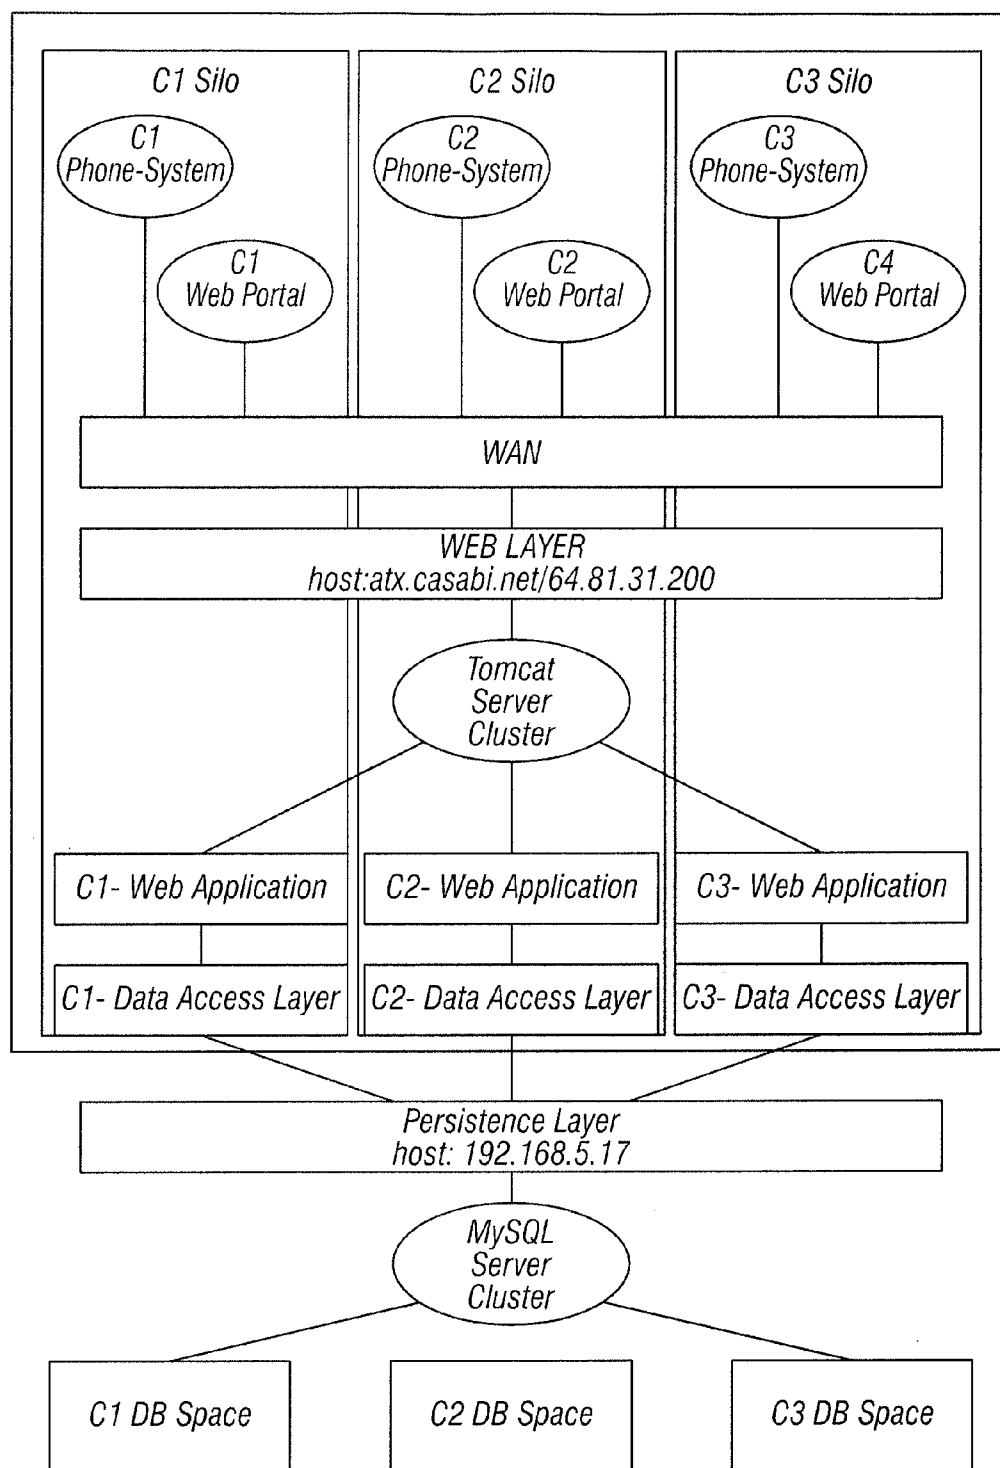 C1 Silo
C2 Silo
C3 Silo
C1
Phone-System
C2
Phone-System
C3
Phone-System
C1
Web Portal
C2
Web Portal
C4
Web Portal
WAN
WEB LAYER
host:atx.casabi.net/64.81.31.200
Tomcat
Server
Cluster
C1- Web Application
C2- Web Application
C3- Web Application
C1- Data Access Layer
C2- Data Access Layer
C3- Data Access Layer
Persistence Layer
host: 192.168.5.17
MySQL
Server
Cluster
C1 DB Space
C2 DB Space
C3 DB Space